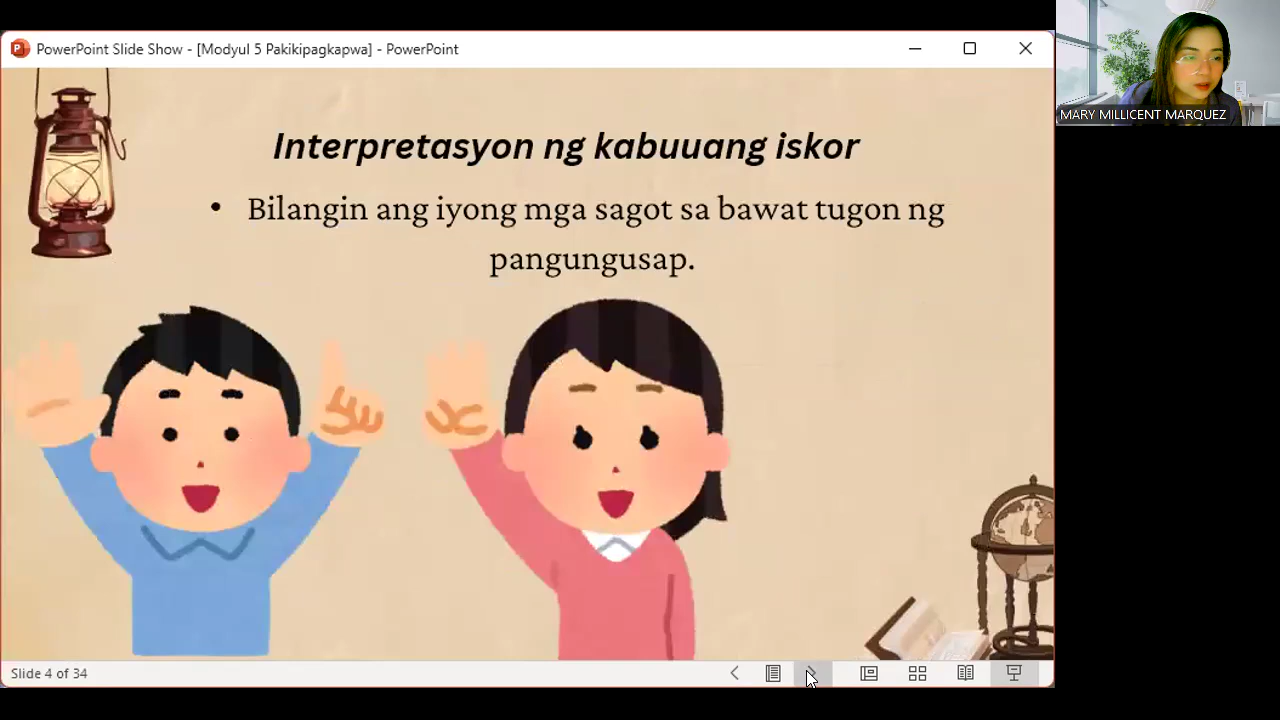 PowerPoint Slide Show - [Modyul 5 Pakikipagkapwa] - PowerPoint
MARY MILLICENT MARQUEZ
Interpretasyon ng kabuuang iskor
• Bilangin ang iyong mga sagot sa bawat tugon ng
pangungusap.
Slide 4 of 34